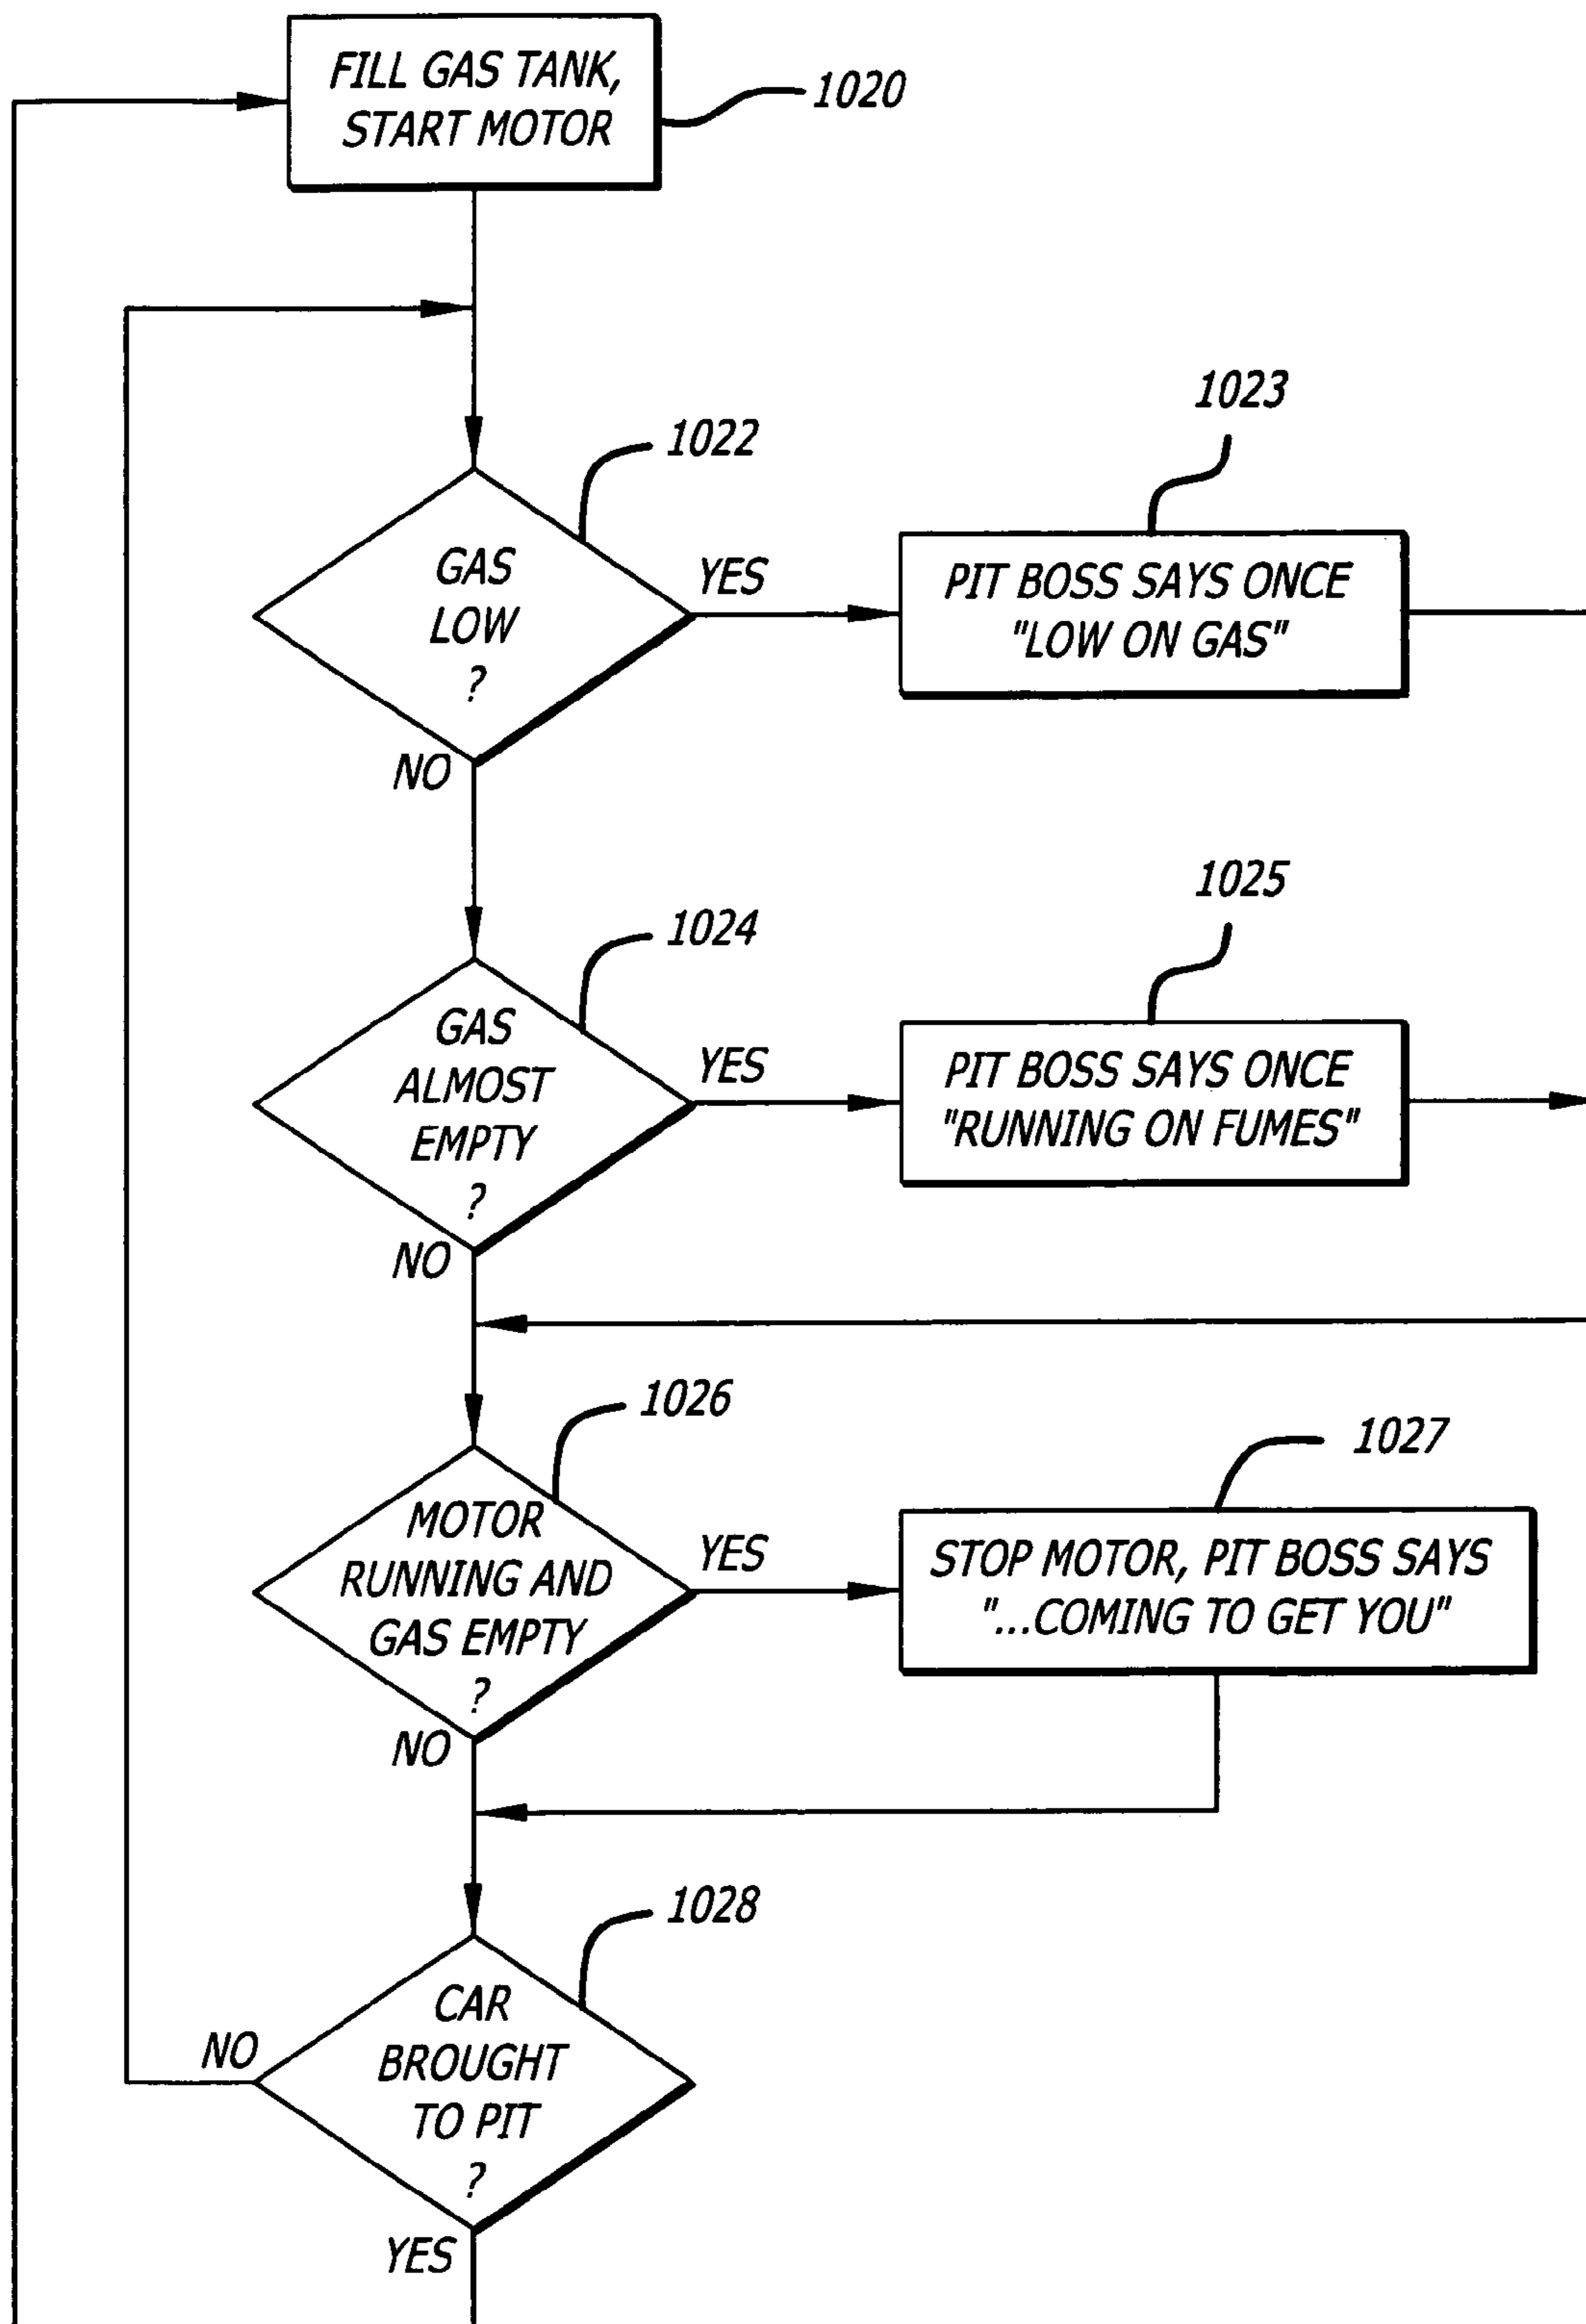 FILL GAS TANK,
START MOTOR
1020
1022
1023
GAS
LOW
?
YES
NO
PIT BOSS SAYS ONCE
"LOW ON GAS"
1024
1025
GAS
ALMOST
EMPTY
?
YES
NO
PIT BOSS SAYS ONCE
"RUNNING ON FUMES"
1026
1027
MOTOR
RUNNING AND
GAS EMPTY
?
YES
NO
STOP MOTOR, PIT BOSS SAYS
"...COMING TO GET YOU"
1028
CAR
BROUGHT
TO PIT
?
NO
YES